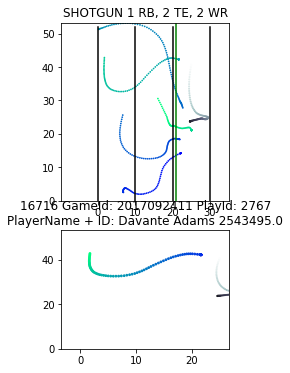 SHOTGUN 1 RB, 2 TE, 2 WR
50
40
30
20
10
0
0 10 20 30
16716 GameId: 2017092411 PlayId: 2767
PlayerName + ID: Davante Adams 2543495.0
40
20
0
0 10 20